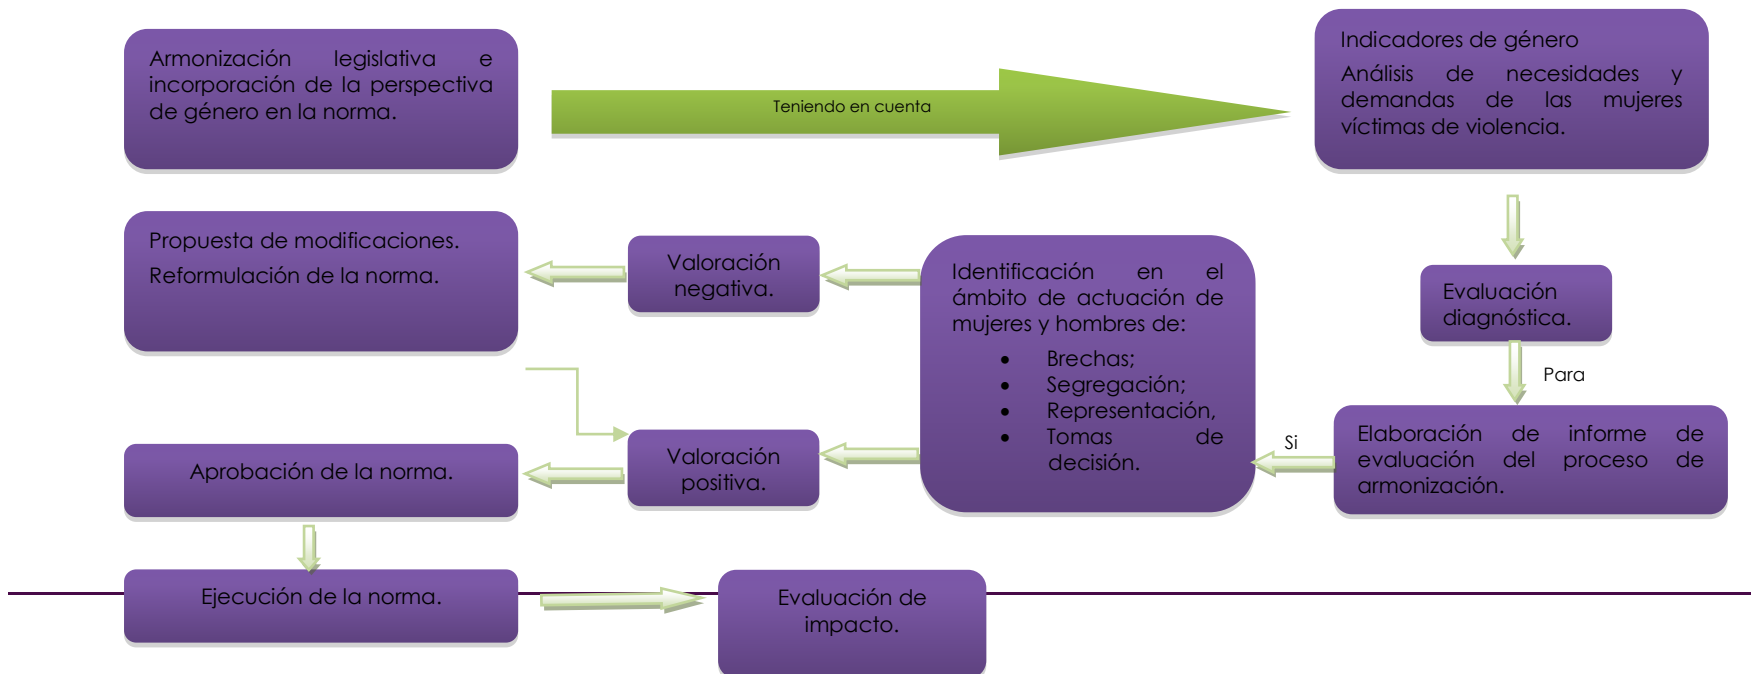 Armonización legislativa e
incorporación de la perspectiva
de género en la norma.
Teniendo en cuenta
Indicadores de género
Análisis de necesidades y
demandas de las mujeres
víctimas de violencia.
Evaluación
diagnóstica.
Para
Elaboración de informe de
evaluación del proceso de
armonización.
Si
Identificación en el
ámbito de actuación de
mujeres y hombres de:
• Brechas;
• Segregación;
• Representación,
• Tomas de
decisión.
Valoración
negativa.
Propuesta de modificaciones.
Reformulación de la norma.
Valoración
positiva.
Aprobación de la norma.
Ejecución de la norma.
Evaluación de
impacto.